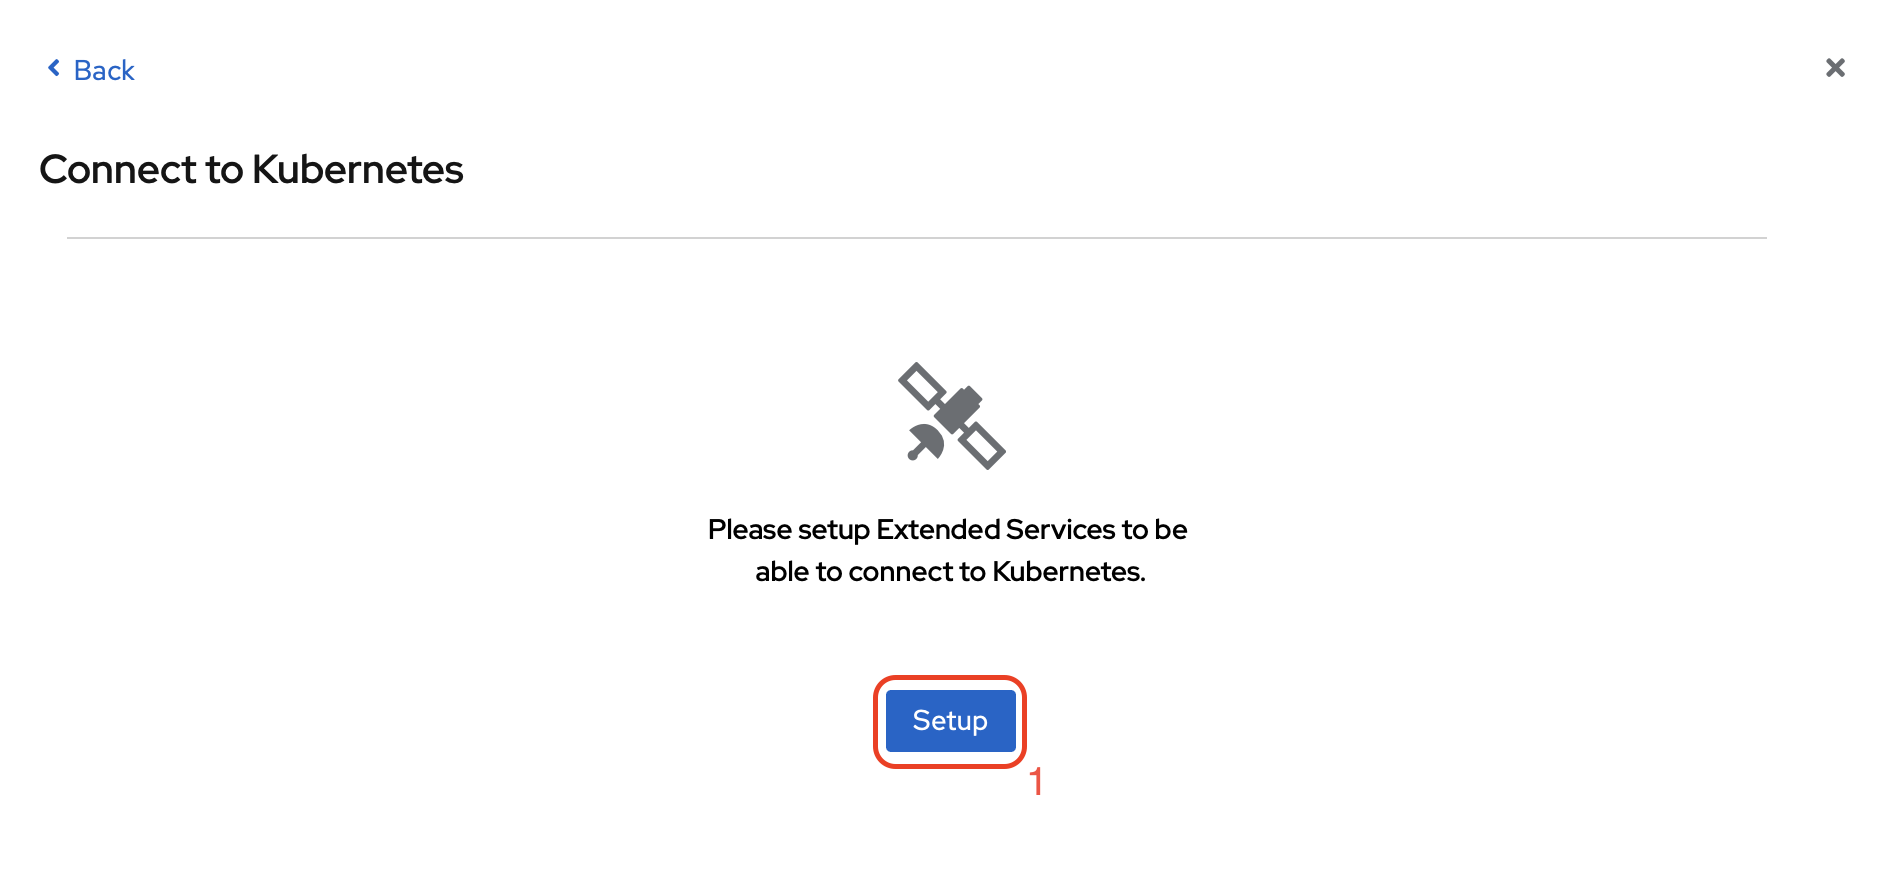 Back
Connect to Kubernetes
Please setup Extended Services to be
able to connect to Kubernetes.
Setup
1